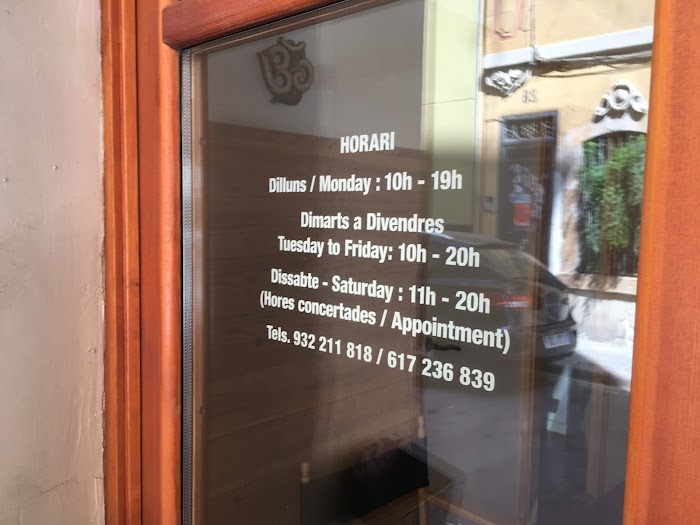 ॐ
HORARI
Dilluns / Monday : 10h - 19h
Dimarts a Divendres
Tuesday to Friday: 10h - 20h
Dissabte - Saturday : 11h - 20h
(Hores concertades / Appointment)
Tels. 932 211 818 / 617 236 839